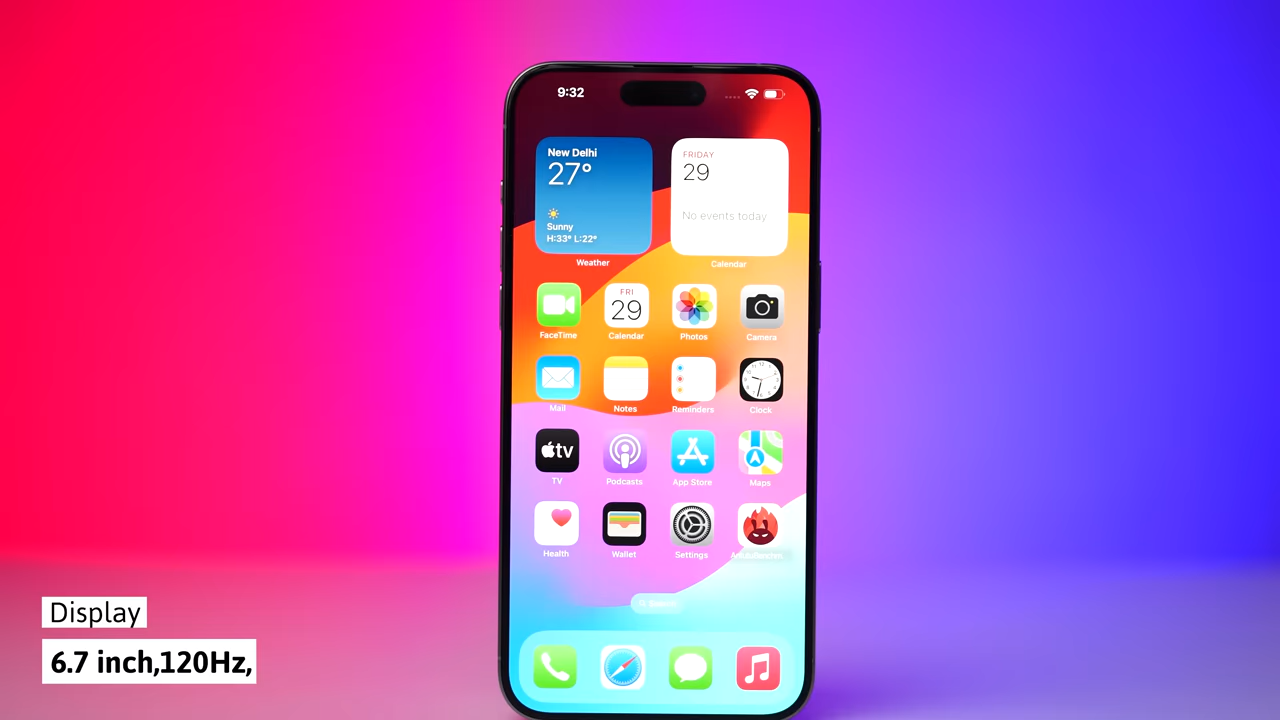 9:32
New Delhi
27°
Sunny
H:33° L:22°
Weather
FRIDAY
29
No events today
Calendar
FaceTime
FRI
29
Calendar
Photos
Camera
Mail
Notes
Reminders
Clock
tv
TV
Podcasts
App Store
Maps
Health
Wallet
Settings
Search
Display
6.7 inch,120Hz,